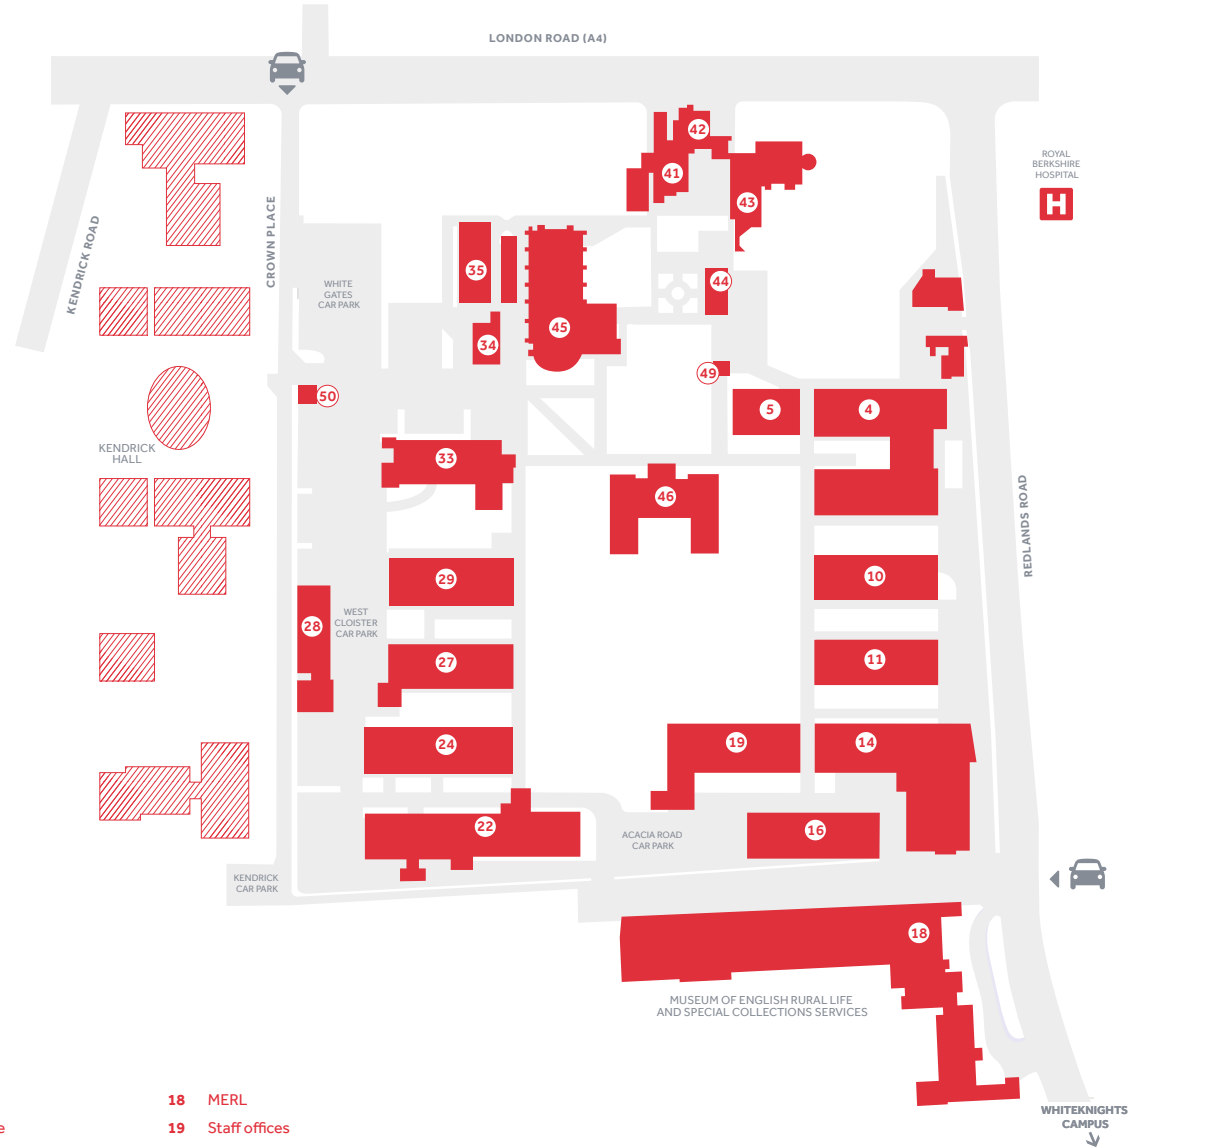 LONDON ROAD (A4)
42
ROYAL
BERKSHIRE
HOSPITAL
41
H
43
KENDRICK ROAD
CROWN PLACE
35
WHITE
GATES
CAR PARK
44
45
34
49
50
5
4
KENDRICK
HALL
33
46
REDLANDS ROAD
29
10
28
WEST
CLOISTER
CAR PARK
27
11
24
19
14
22
ACACIA ROAD
CAR PARK
16
KENDRICK
CAR PARK
18
MUSEUM OF ENGLISH RURAL LIFE
AND SPECIAL COLLECTIONS SERVICES
18 MERL
WHITEKNIGHTS
CAMPUS
e
19 Staff offices